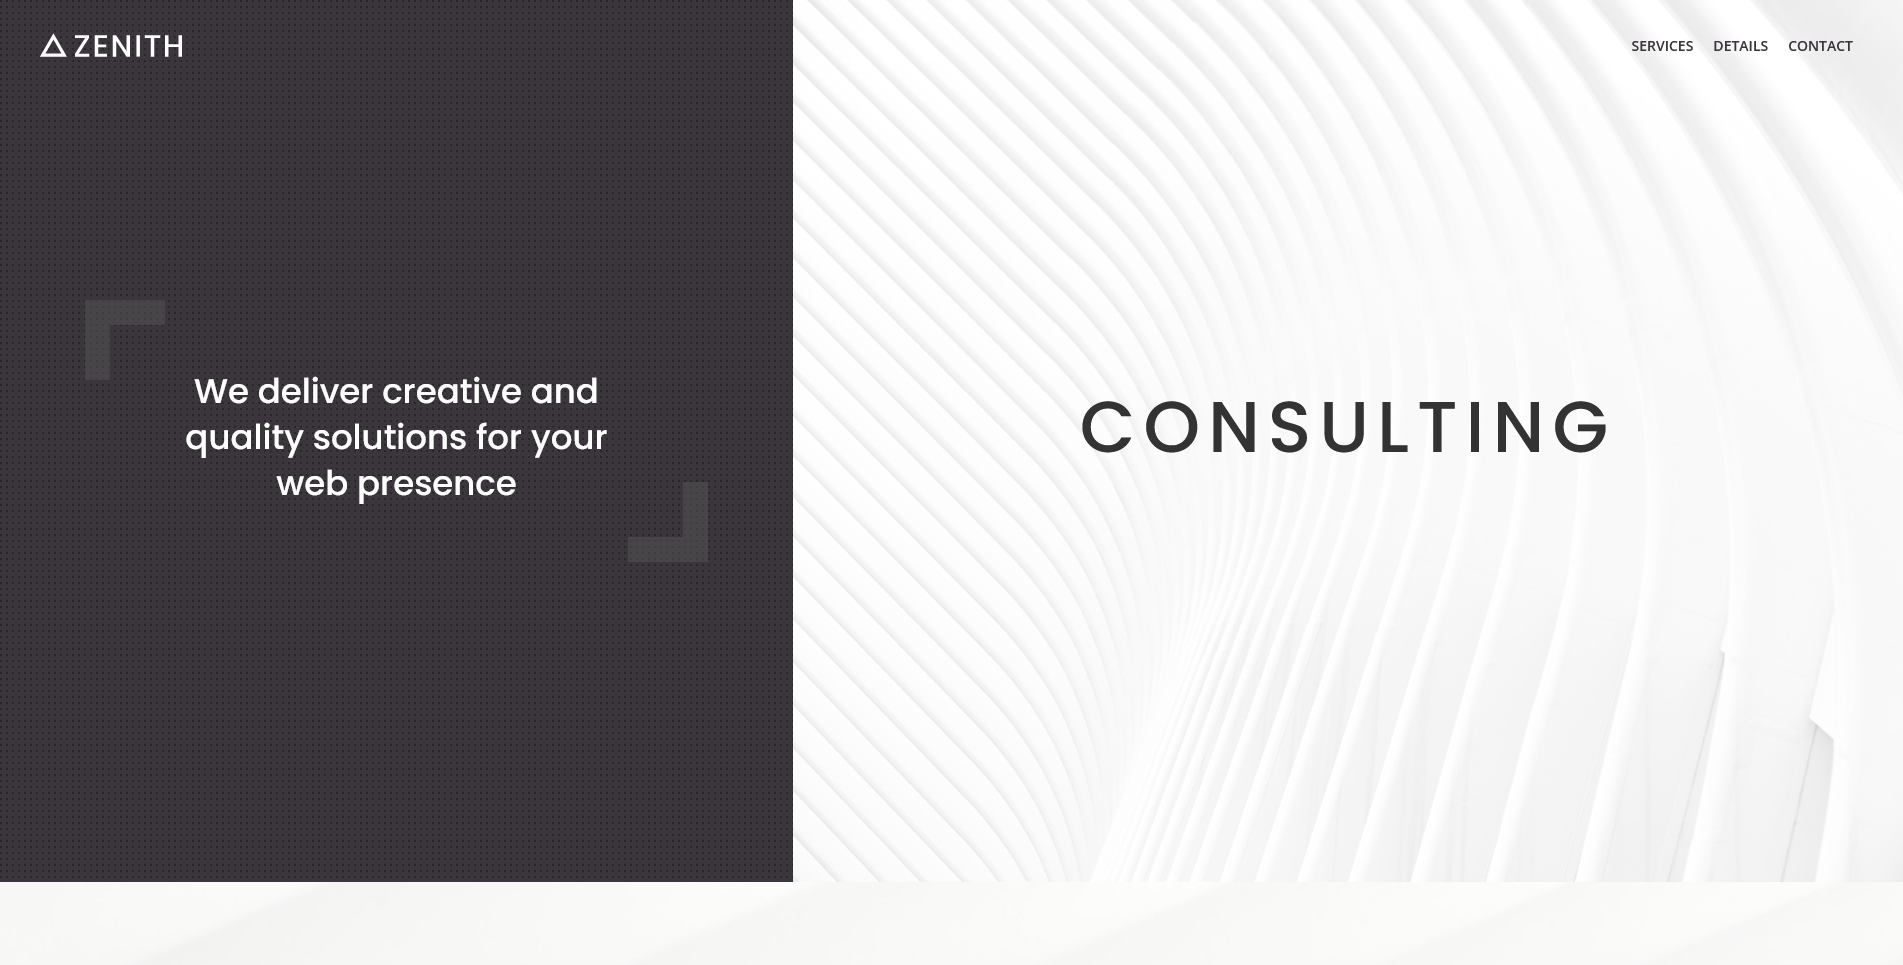 ZENITH
SERVICES DETAILS CONTACT
We deliver creative and
quality solutions for your
web presence
CONSULTING